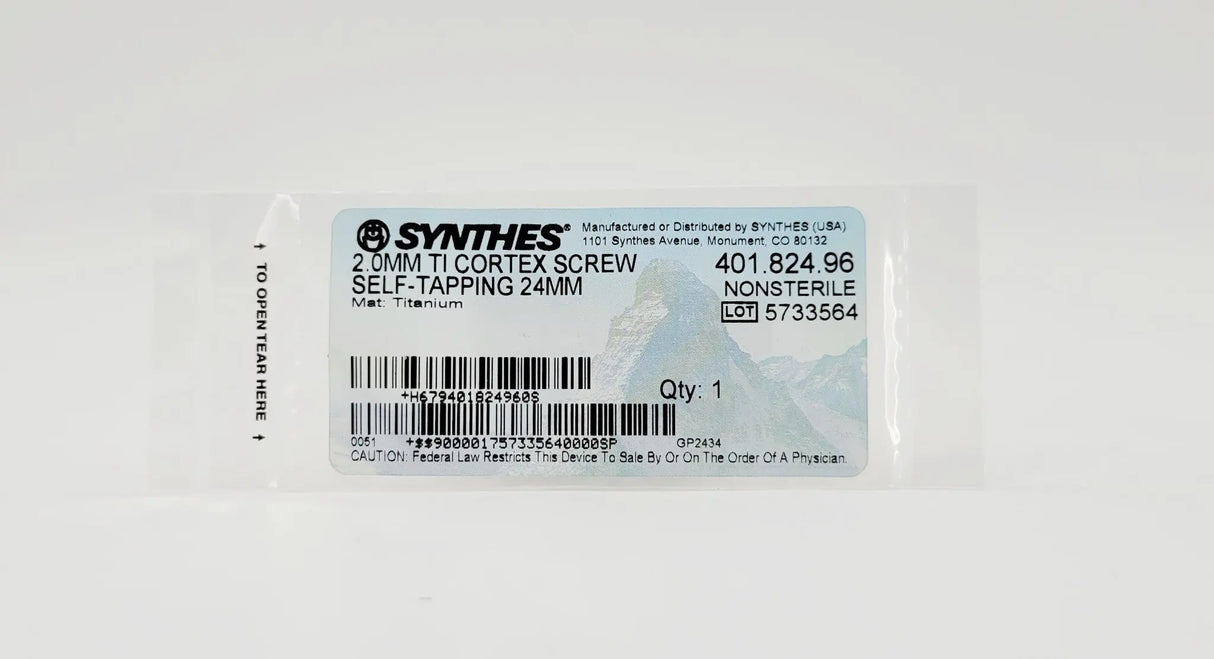 SYNTHES®
Manufactured or Distributed by SYNTHES (USA)
1101 Synthes Avenue, Monument, CO 80132
2.0MM TI CORTEX SCREW
SELF-TAPPING 24MM
Mat: Titanium
401.824.96
NONSTERILE
LOT 5733564
+H679401824960S
Qty: 1
0051 +$$900001757335640000SP GP2434
CAUTION: Federal Law Restricts This Device To Sale By Or On The Order Of A Physician.
TO OPEN TEAR HERE